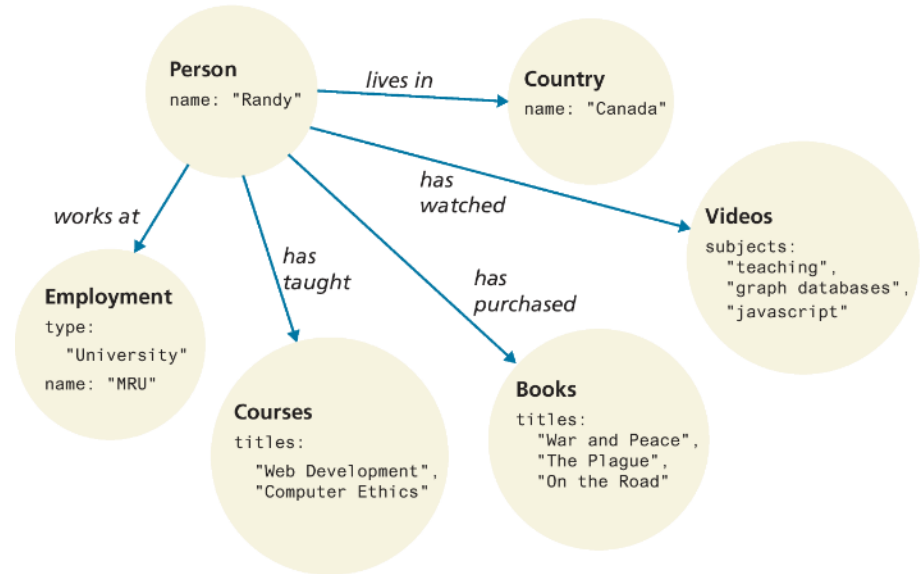 Person
name: "Randy"
lives in
Country
name: "Canada"
has
watched
Videos
subjects:
"teaching",
"graph databases",
"javascript"
works at
Employment
type:
"University"
name: "MRU"
has
taught
Courses
titles:
"Web Development",
"Computer Ethics"
has
purchased
Books
titles:
"War and Peace",
"The Plague",
"On the Road"